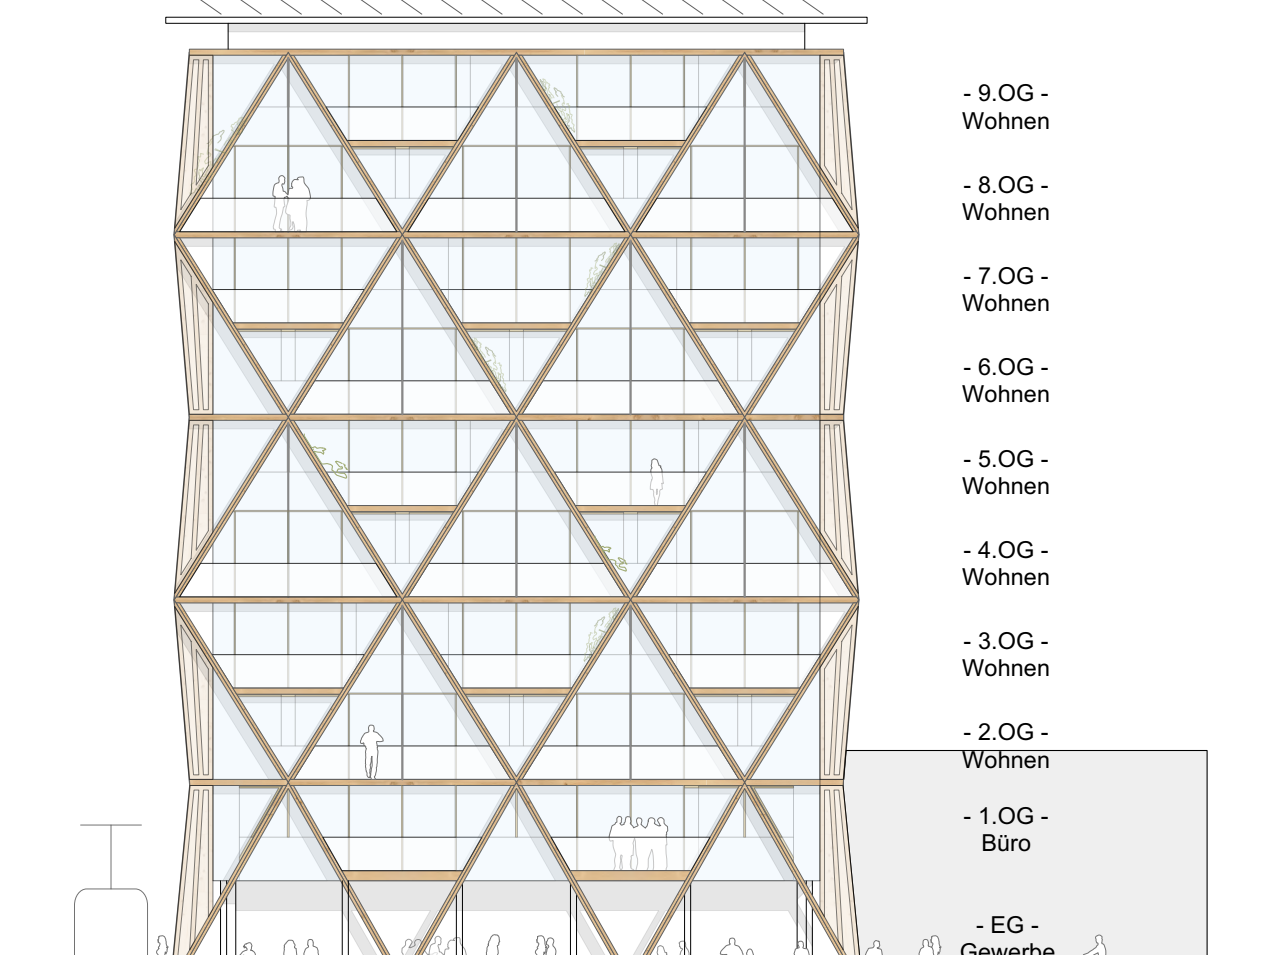 - 9.OG -
Wohnen
- 8.OG -
Wohnen
- 7.OG -
Wohnen
- 6.OG -
Wohnen
- 5.OG -
Wohnen
- 4.OG -
Wohnen
- 3.OG -
Wohnen
- 2.OG -
Wohnen
- 1.OG -
Büro
- EG -
Gewerbe